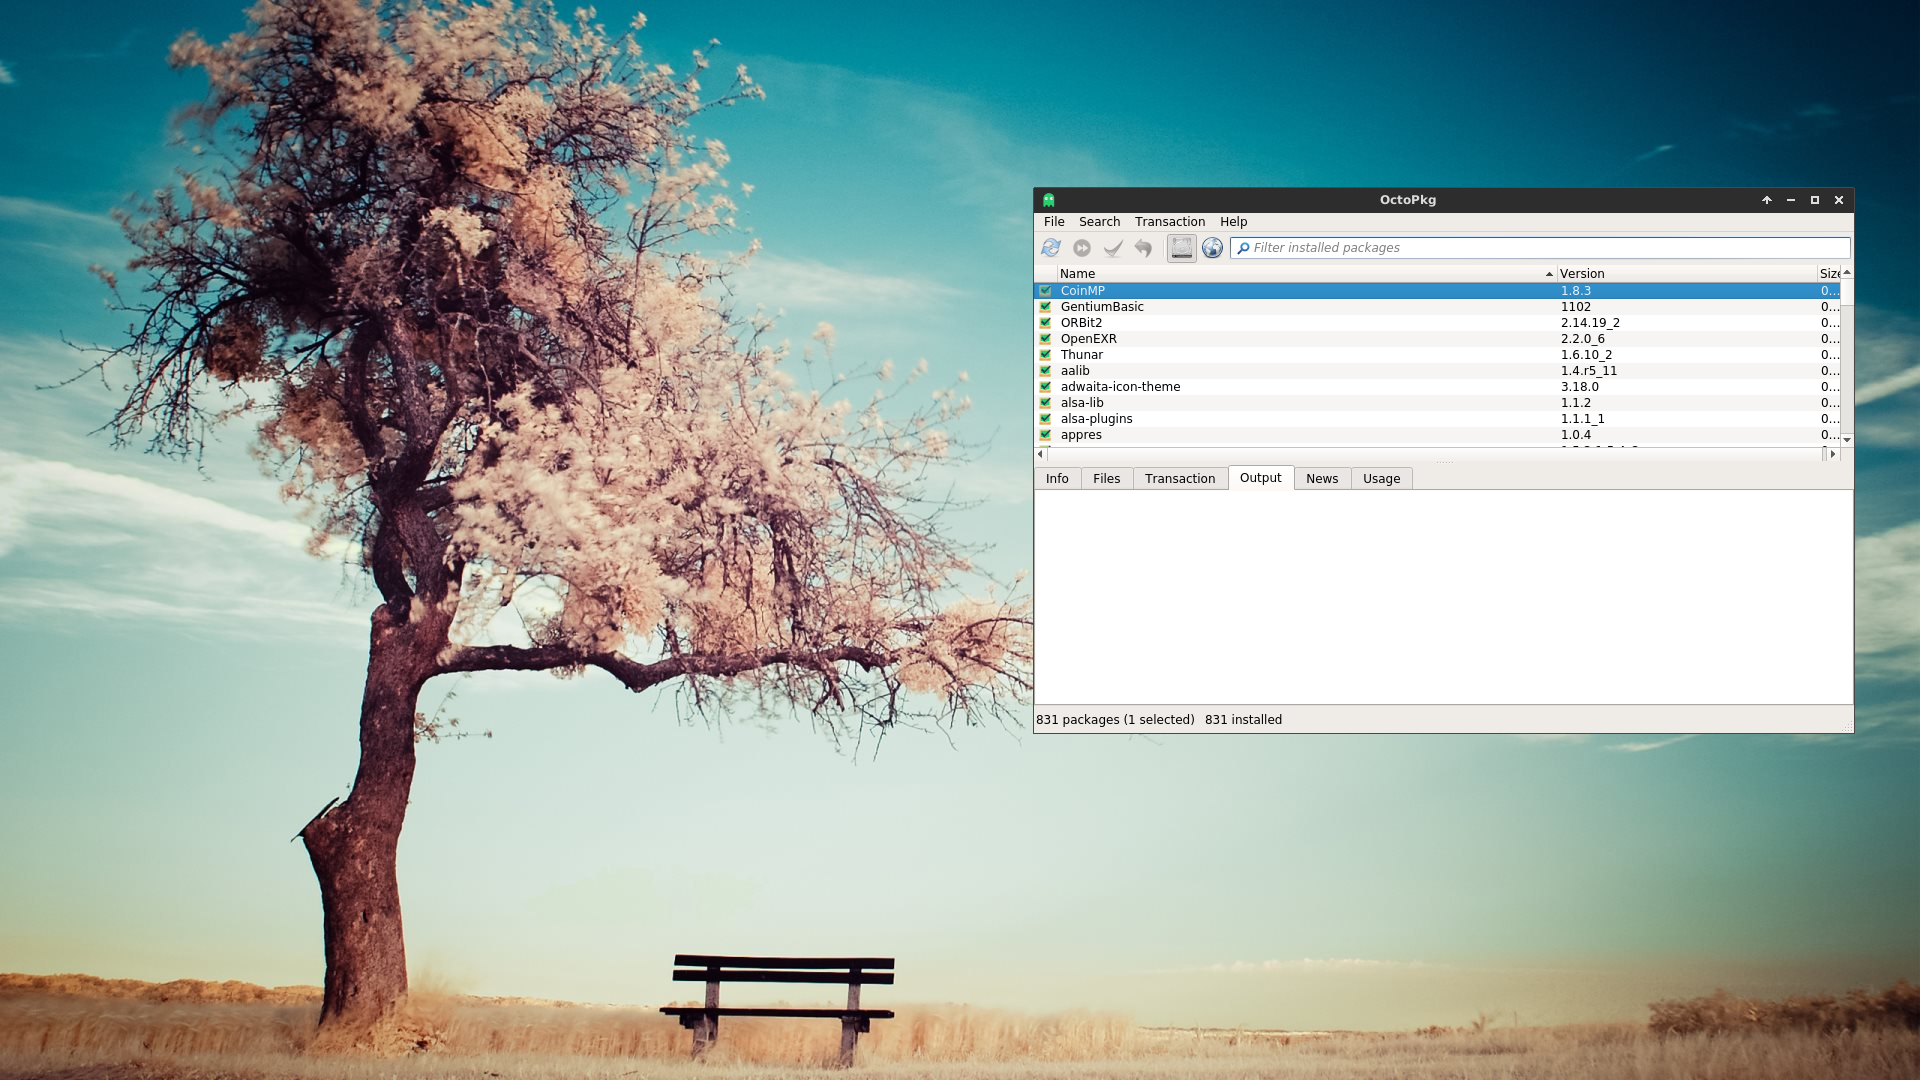 OctoPkg
File Search Transaction Help
Filter installed packages
Name Version Size
CoinMP 1.8.3 0...
GentiumBasic 1102 0...
ORBit2 2.14.19_2 0...
OpenEXR 2.2.0_6 0...
Thunar 1.6.10_2 0...
aalib 1.4.r5_11 0...
adwaita-icon-theme 3.18.0 0...
alsa-lib 1.1.2 0...
alsa-plugins 1.1.1_1 0...
appres 1.0.4 0...
Info Files Transaction Output News Usage
831 packages (1 selected) 831 installed